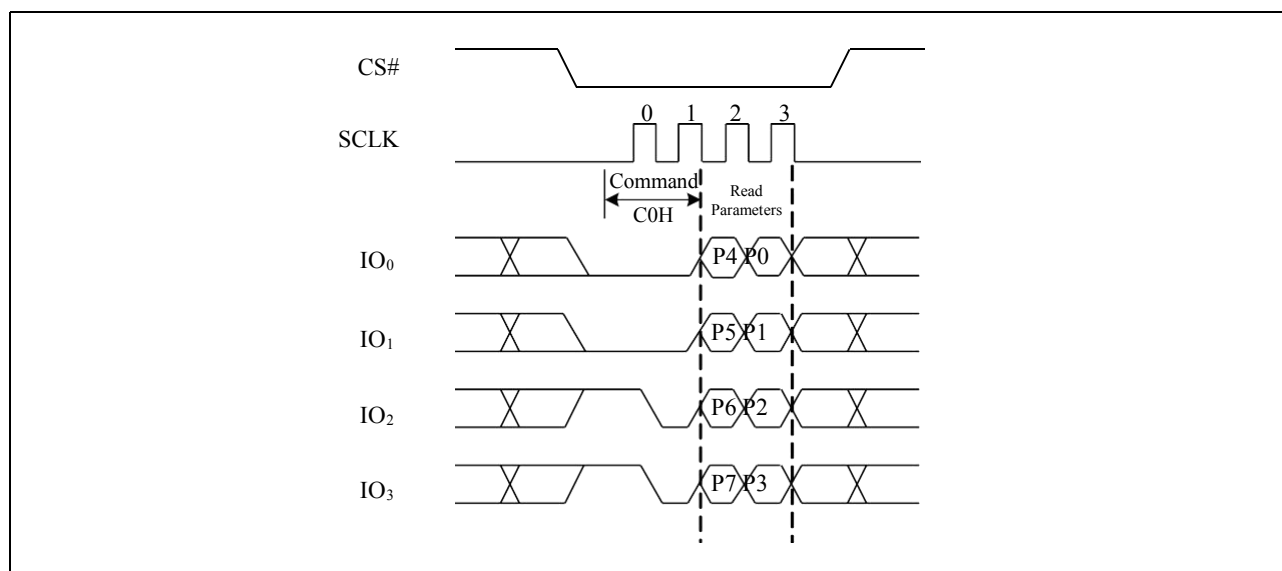 CS#
0 1 2 3
SCLK
Command
C0H
Read
Parameters
IO₀ P4 P0
IO₁ P5 P1
IO₂ P6 P2
IO₃ P7 P3